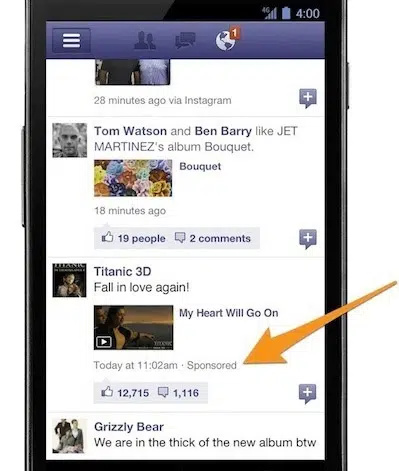 4G 4:00
1
28 minutes ago via Instagram
Tom Watson and Ben Barry like JET
MARTINEZ's album Bouquet.
Bouquet
18 minutes ago
19 people 2 comments
TITANIC
Titanic 3D
Fall in love again!
My Heart Will Go On
Today at 11:02am · Sponsored
12,715 1,116
Grizzly Bear
We are in the thick of the new album btw